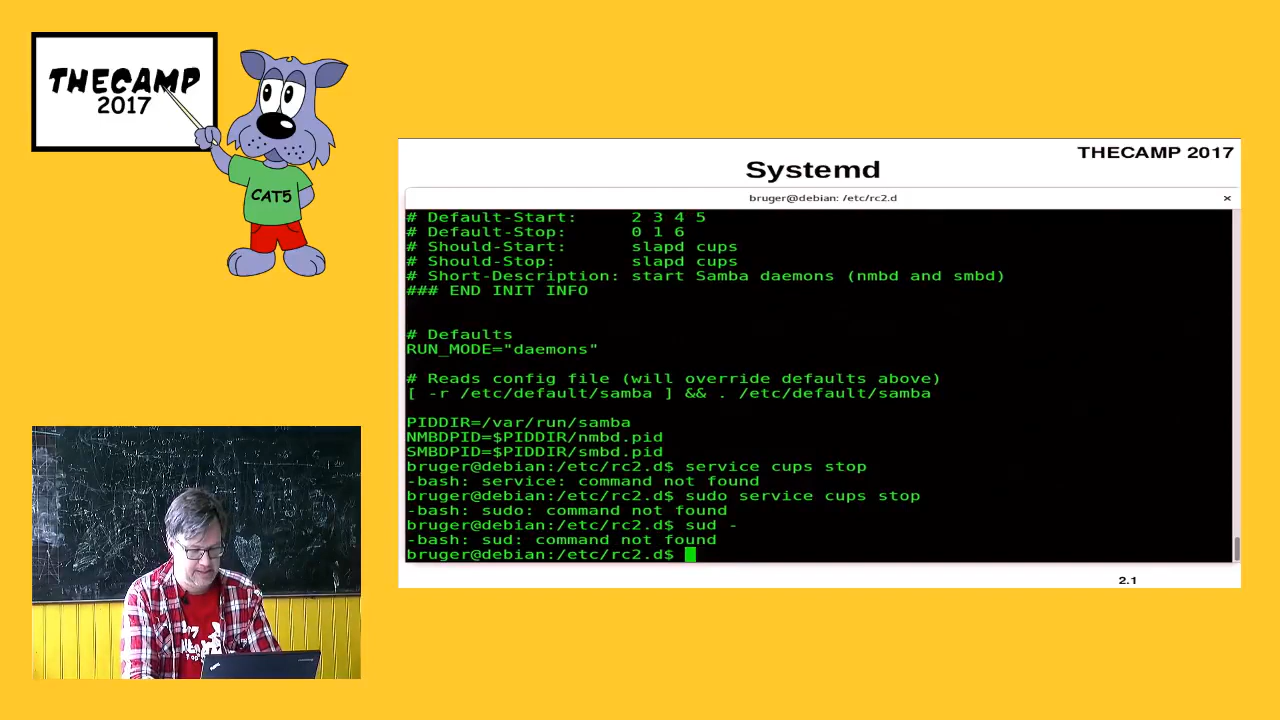 THECAMP
2017
CAT5
THECAMP 2017
Systemd
bruger@debian: /etc/rc2.d
×
# Default-Start:     2 3 4 5
# Default-Stop:      0 1 6
# Should-Start:      slapd cups
# Should-Stop:       slapd cups
# Short-Description: start Samba daemons (nmbd and smbd)
### END INIT INFO
# Defaults
RUN_MODE="daemons"
# Reads config file (will override defaults above)
[ -r /etc/default/samba ] && . /etc/default/samba
PIDDIR=/var/run/samba
NMBDPID=$PIDDIR/nmbd.pid
SMBDPID=$PIDDIR/smbd.pid
bruger@debian:/etc/rc2.d$ service cups stop
-bash: service: command not found
bruger@debian:/etc/rc2.d$ sudo service cups stop
-bash: sudo: command not found
bruger@debian:/etc/rc2.d$ sud -
-bash: sud: command not found
bruger@debian:/etc/rc2.d$
2.1